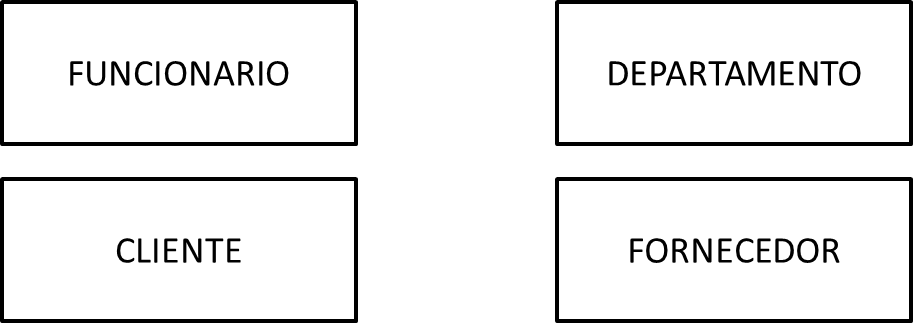 FUNCIONARIO
DEPARTAMENTO
CLIENTE
FORNECEDOR